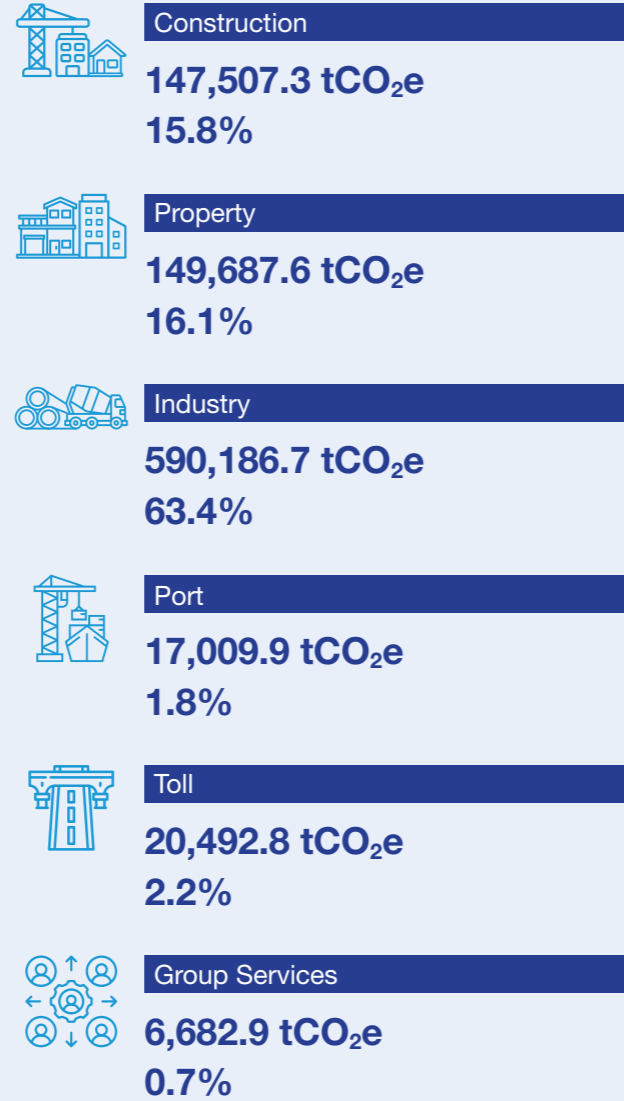 Construction
147,507.3 tCO₂e
15.8%
Property
149,687.6 tCO₂e
16.1%
Industry
590,186.7 tCO₂e
63.4%
Port
17,009.9 tCO₂e
1.8%
Toll
20,492.8 tCO₂e
2.2%
Group Services
6,682.9 tCO₂e
0.7%